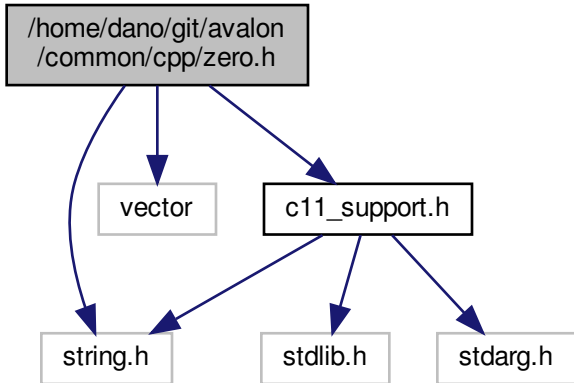 /home/dano/git/avalon
/common/cpp/zero.h
vector
c11_support.h
string.h
stdlib.h
stdarg.h